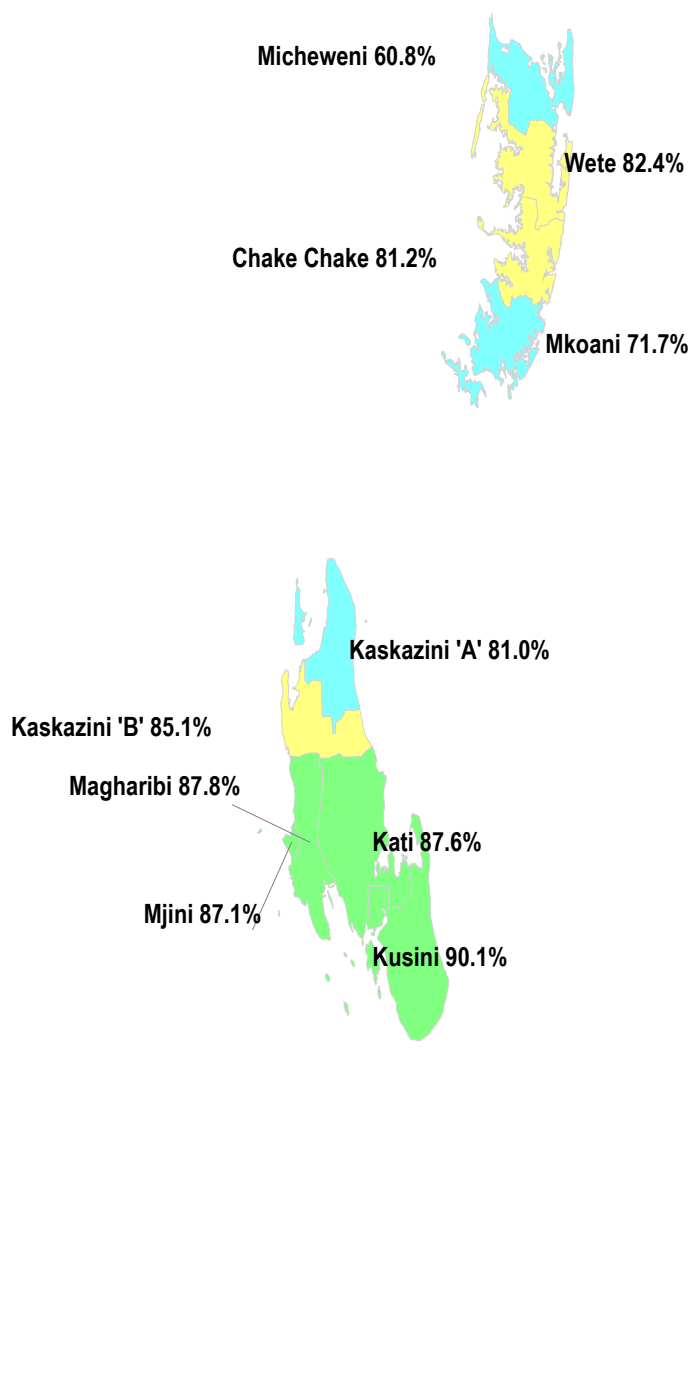 Micheweni 60.8%
Wete 82.4%
Chake Chake 81.2%
Mkoani 71.7%
Kaskazini 'A' 81.0%
Kaskazini 'B' 85.1%
Magharibi 87.8%
Kati 87.6%
Mjini 87.1%
Kusini 90.1%